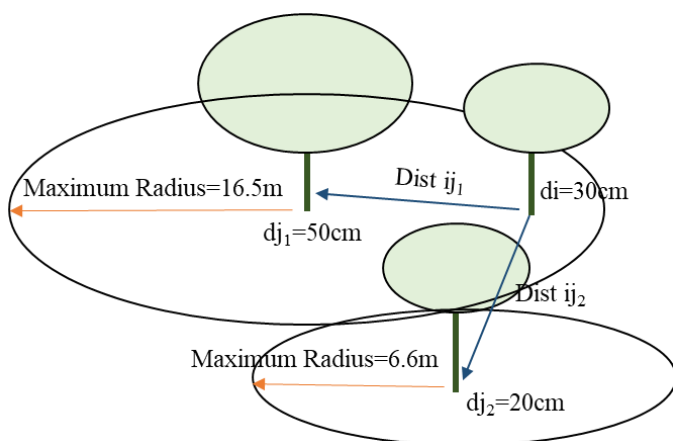 Maximum Radius=16.5m
Dist ij₁
di=30cm
dj₁=50cm
Dist ij₂
Maximum Radius=6.6m
dj₂=20cm